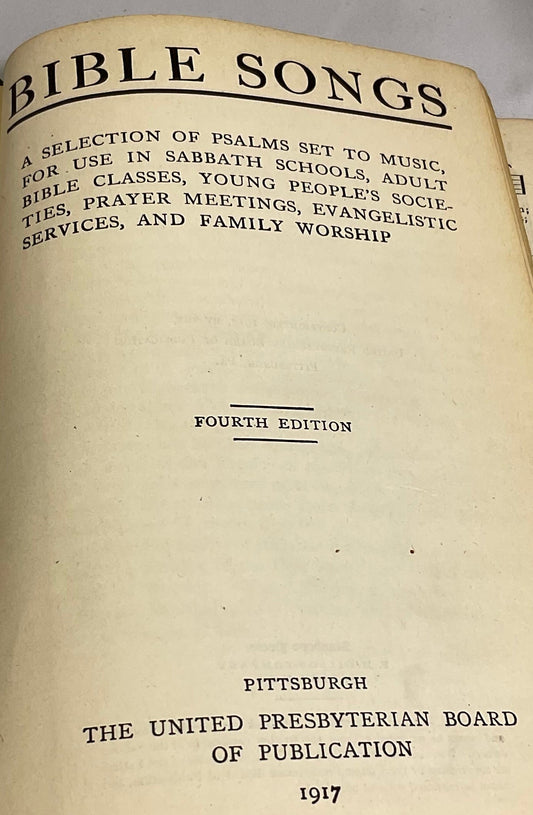 BIBLE SONGS
A SELECTION OF PSALMS SET TO MUSIC,
FOR USE IN SABBATH SCHOOLS, ADULT
BIBLE CLASSES, YOUNG PEOPLE'S SOCIE-
TIES, PRAYER MEETINGS, EVANGELISTIC
SERVICES, AND FAMILY WORSHIP
FOURTH EDITION
PITTSBURGH
THE UNITED PRESBYTERIAN BOARD
OF PUBLICATION
1917